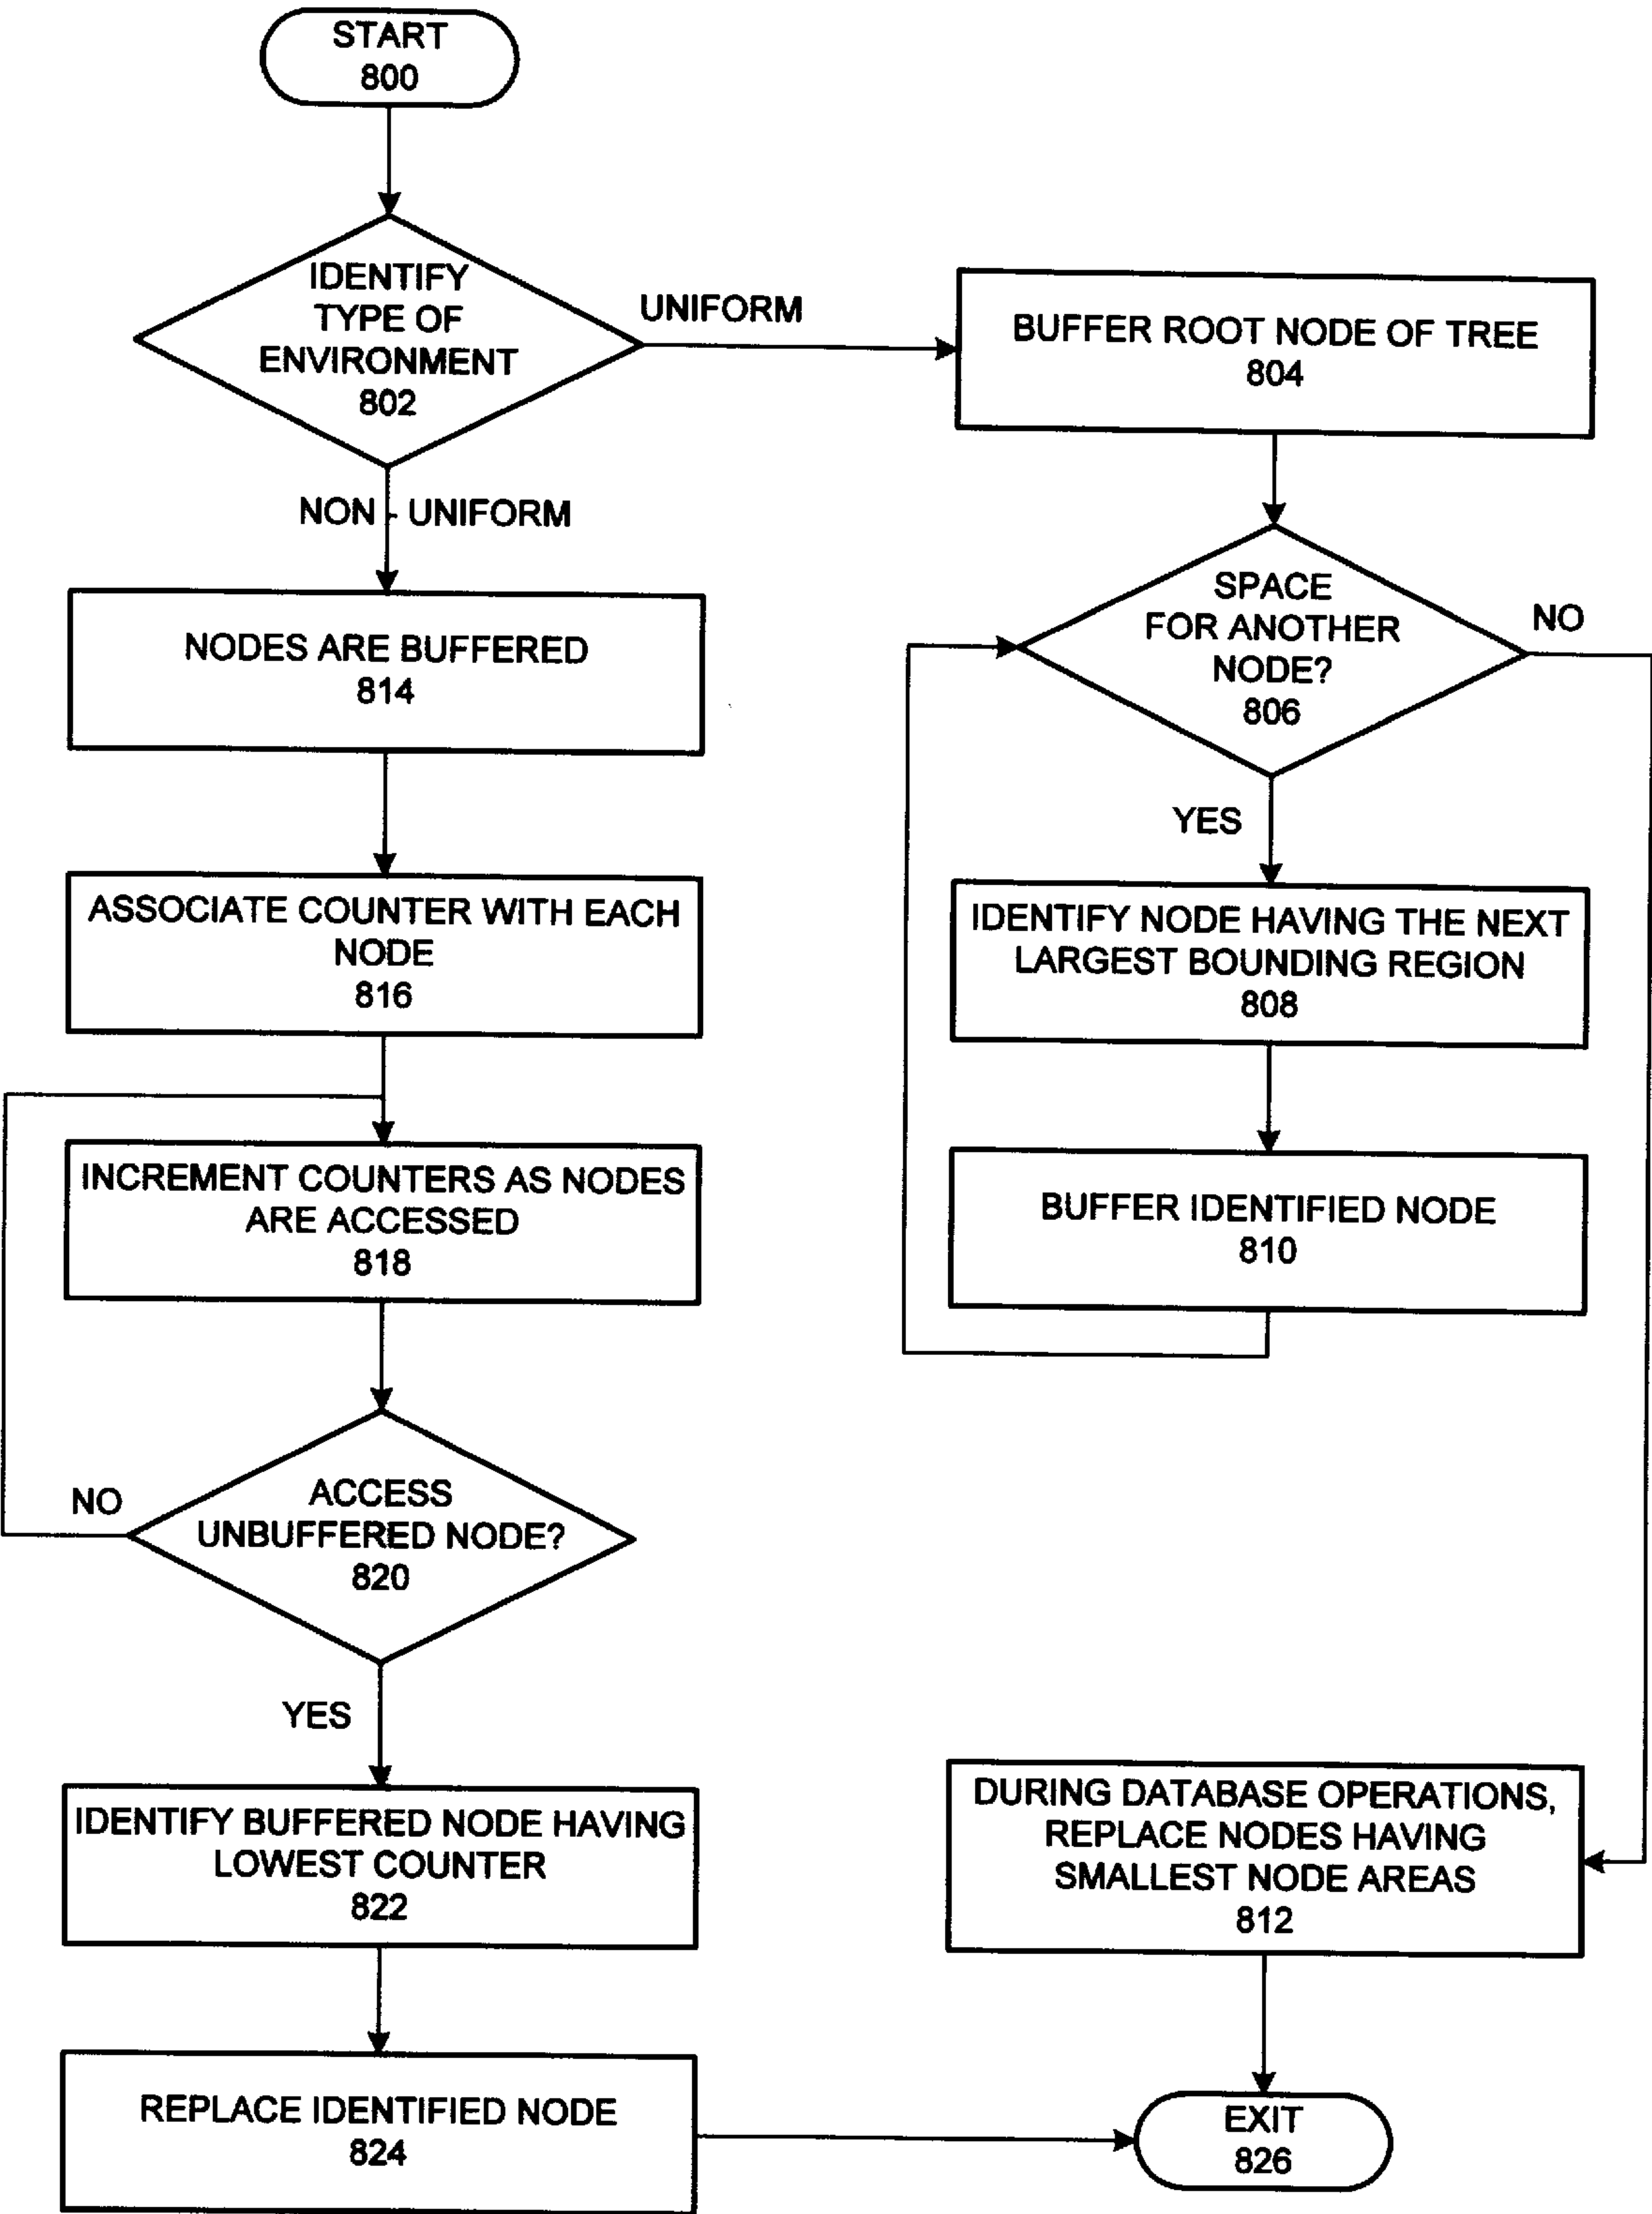 START
800
IDENTIFY
TYPE OF
ENVIRONMENT
802
UNIFORM
BUFFER ROOT NODE OF TREE
804
NON - UNIFORM
NODES ARE BUFFERED
814
SPACE
FOR ANOTHER
NODE?
806
NO
YES
ASSOCIATE COUNTER WITH EACH
NODE
816
IDENTIFY NODE HAVING THE NEXT
LARGEST BOUNDING REGION
808
INCREMENT COUNTERS AS NODES
ARE ACCESSED
818
BUFFER IDENTIFIED NODE
810
ACCESS
UNBUFFERED NODE?
820
NO
YES
IDENTIFY BUFFERED NODE HAVING
LOWEST COUNTER
822
DURING DATABASE OPERATIONS,
REPLACE NODES HAVING
SMALLEST NODE AREAS
812
REPLACE IDENTIFIED NODE
824
EXIT
826